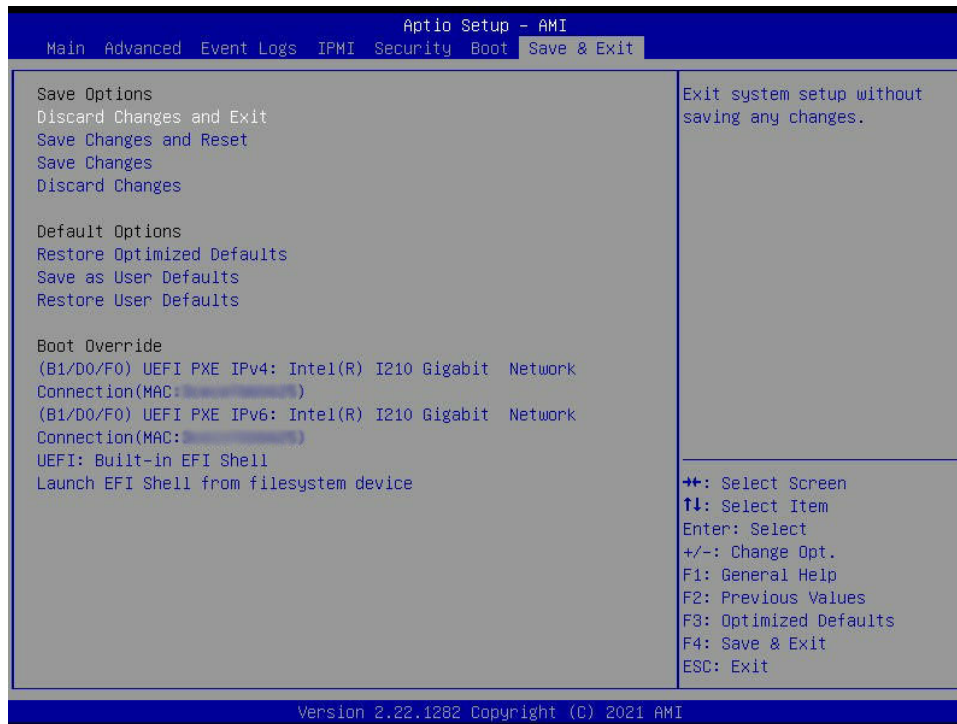 Aptio Setup – AMI
Main Advanced Event Logs IPMI Security Boot Save & Exit
Save Options
Discard Changes and Exit
Save Changes and Reset
Save Changes
Discard Changes
Default Options
Restore Optimized Defaults
Save as User Defaults
Restore User Defaults
Boot Override
(B1/D0/F0) UEFI PXE IPv4: Intel(R) I210 Gigabit Network
Connection(MAC: )
(B1/D0/F0) UEFI PXE IPv6: Intel(R) I210 Gigabit Network
Connection(MAC: )
UEFI: Built-in EFI Shell
Launch EFI Shell from filesystem device
Exit system setup without
saving any changes.
→←: Select Screen
↑↓: Select Item
Enter: Select
+/-: Change Opt.
F1: General Help
F2: Previous Values
F3: Optimized Defaults
F4: Save & Exit
ESC: Exit
Version 2.22.1282 Copyright (C) 2021 AMI